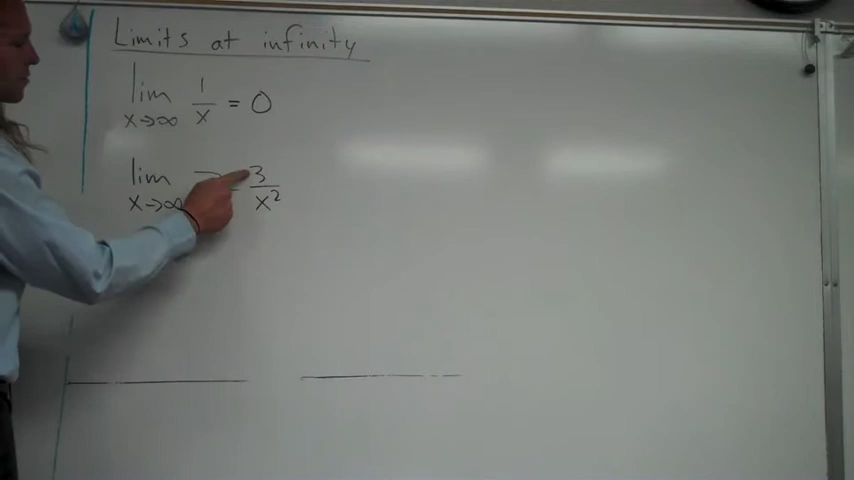 Limits at infinity
lim x→∞ 1/x = 0
lim x→∞ - 3/x²